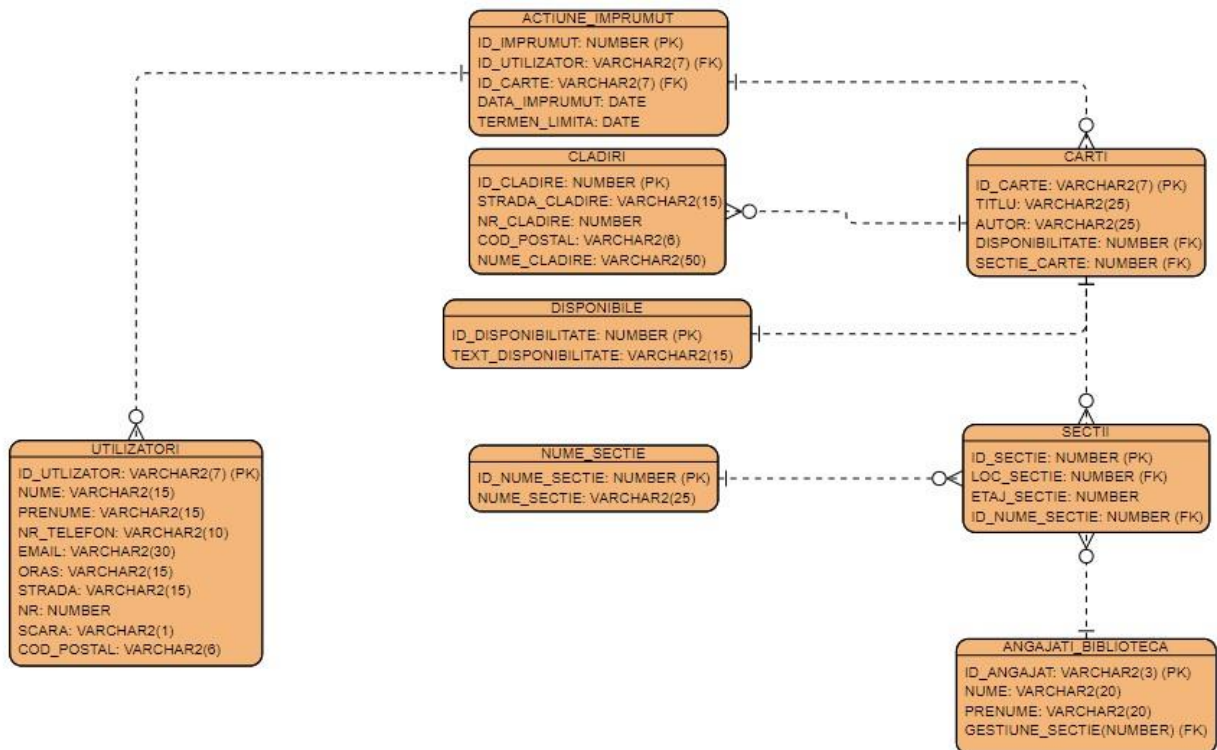 ACTIUNE_IMPRUMUT
ID_IMPRUMUT: NUMBER (PK)
ID_UTILIZATOR: VARCHAR2(7) (FK)
ID_CARTE: VARCHAR2(7) (FK)
DATA_IMPRUMUT: DATE
TERMEN_LIMITA: DATE
CLADIRI
ID_CLADIRE: NUMBER (PK)
STRADA_CLADIRE: VARCHAR2(15)
NR_CLADIRE: NUMBER
COD_POSTAL: VARCHAR2(6)
NUME_CLADIRE: VARCHAR2(50)
CARTI
ID_CARTE: VARCHAR2(7) (PK)
TITLU: VARCHAR2(25)
AUTOR: VARCHAR2(25)
DISPONIBILITATE: NUMBER (FK)
SECTIE_CARTE: NUMBER (FK)
DISPONIBILE
ID_DISPONIBILITATE: NUMBER (PK)
TEXT_DISPONIBILITATE: VARCHAR2(15)
UTILIZATORI
ID_UTLIZATOR: VARCHAR2(7) (PK)
NUME: VARCHAR2(15)
PRENUME: VARCHAR2(15)
NR_TELEFON: VARCHAR2(10)
EMAIL: VARCHAR2(30)
ORAS: VARCHAR2(15)
STRADA: VARCHAR2(15)
NR: NUMBER
SCARA: VARCHAR2(1)
COD_POSTAL: VARCHAR2(6)
NUME_SECTIE
ID_NUME_SECTIE: NUMBER (PK)
NUME_SECTIE: VARCHAR2(25)
SECTII
ID_SECTIE: NUMBER (PK)
LOC_SECTIE: NUMBER (FK)
ETAJ_SECTIE: NUMBER
ID_NUME_SECTIE: NUMBER (FK)
ANGAJATI_BIBLIOTECA
ID_ANGAJAT: VARCHAR2(3) (PK)
NUME: VARCHAR2(20)
PRENUME: VARCHAR2(20)
GESTIUNE_SECTIE(NUMBER) (FK)